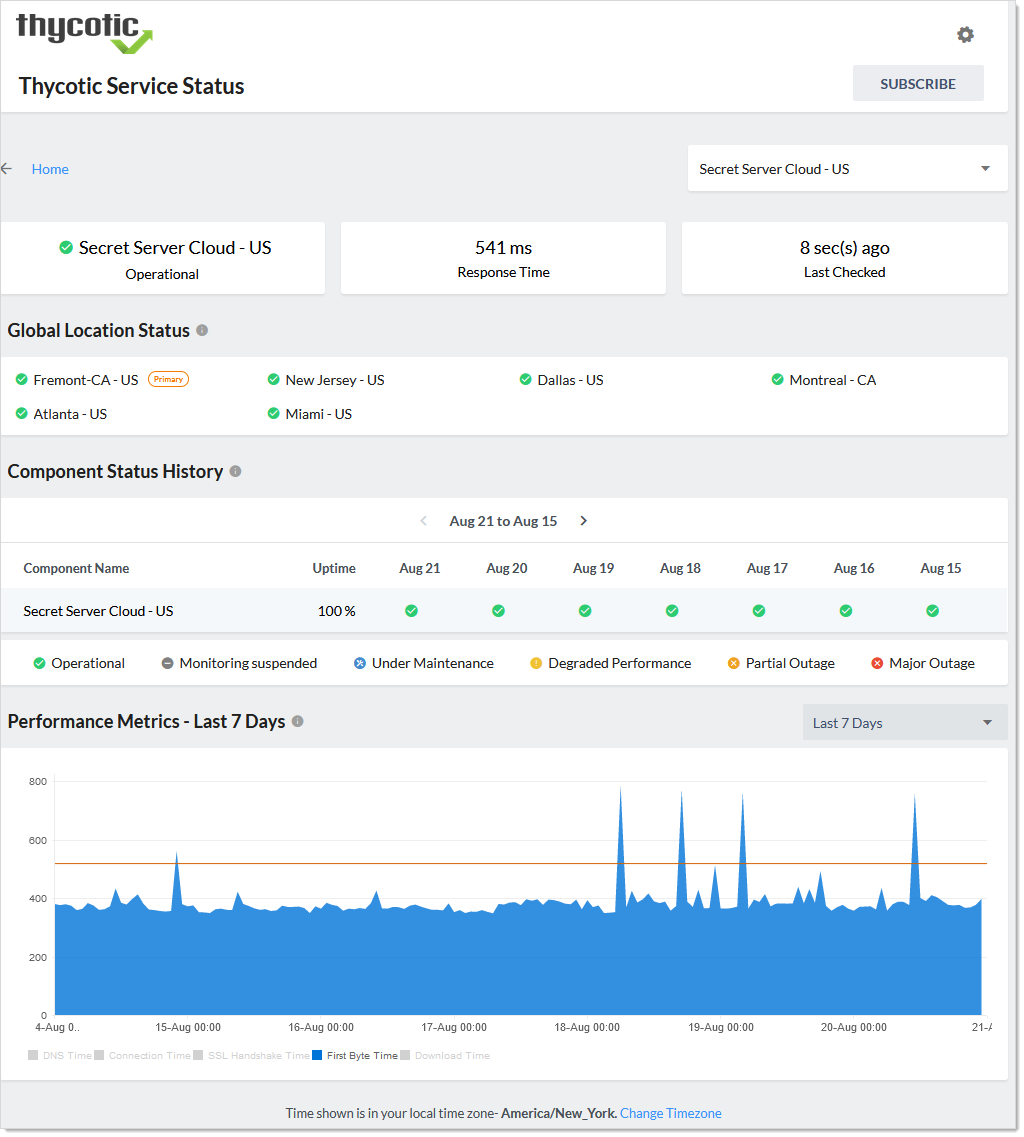 thycotic
Thycotic Service Status
SUBSCRIBE
Home
Secret Server Cloud - US
Secret Server Cloud - US
Operational
541 ms
Response Time
8 sec(s) ago
Last Checked
Global Location Status
Fremont-CA - US Primary New Jersey - US Dallas - US Montreal - CA
Atlanta - US Miami - US
Component Status History
Aug 21 to Aug 15
Component Name Uptime Aug 21 Aug 20 Aug 19 Aug 18 Aug 17 Aug 16 Aug 15
Secret Server Cloud - US 100 %
Operational Monitoring suspended Under Maintenance Degraded Performance Partial Outage Major Outage
Performance Metrics - Last 7 Days
Last 7 Days
800
600
400
200
0
4-Aug 0.. 15-Aug 00:00 16-Aug 00:00 17-Aug 00:00 18-Aug 00:00 19-Aug 00:00 20-Aug 00:00 21-A
DNS Time Connection Time SSL Handshake Time First Byte Time Download Time
Time shown is in your local time zone- America/New_York. Change Timezone